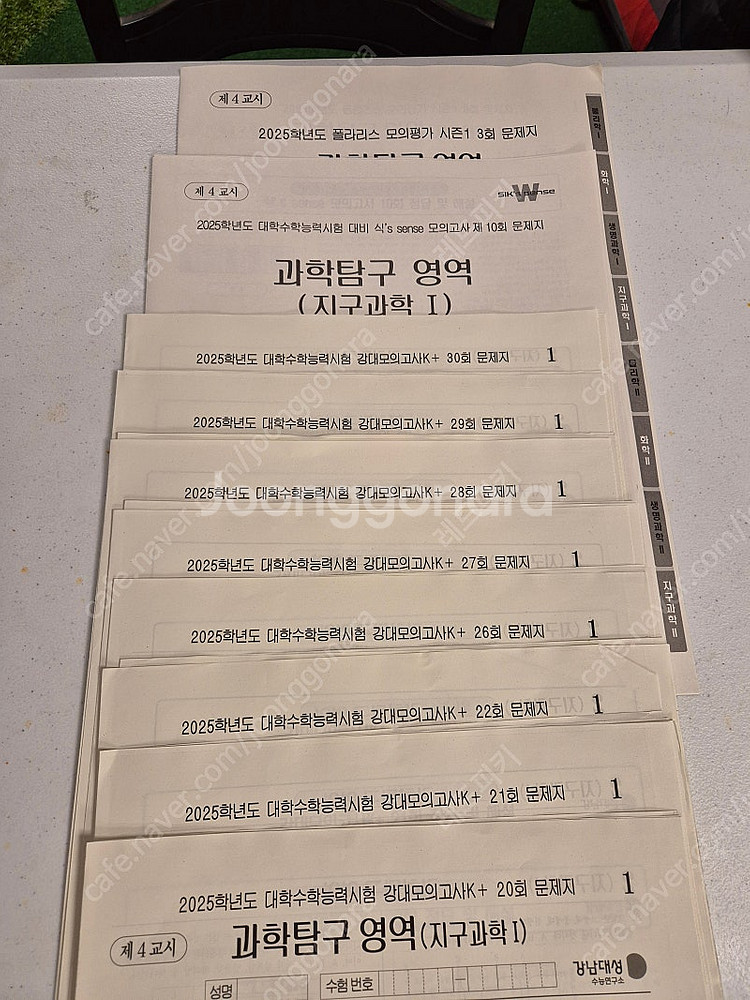 제 4 교시
2025학년도 폴라리스 모의평가 시즌1 3회 문제지
과학탐구 영역
물리학 I
화학 I
생명과학 I
지구과학 I
물리학 II
화학 II
생명과학 II
지구과학 II
제 4 교시
SIK's sense
2025학년도 대학수학능력시험 대비 식's sense 모의고사 제 10회 문제지
과학탐구 영역
(지구과학 I)
2025학년도 대학수학능력시험 강대모의고사K+ 30회 문제지 1
2025학년도 대학수학능력시험 강대모의고사K+ 29회 문제지 1
2025학년도 대학수학능력시험 강대모의고사K+ 28회 문제지 1
Joonggonara
2025학년도 대학수학능력시험 강대모의고사K+ 27회 문제지 1
2025학년도 대학수학능력시험 강대모의고사K+ 26회 문제지 1
2025학년도 대학수학능력시험 강대모의고사K+ 22회 문제지 1
2025학년도 대학수학능력시험 강대모의고사K+ 21회 문제지 1
2025학년도 대학수학능력시험 강대모의고사K+ 20회 문제지 1
제 4 교시
과학탐구 영역(지구과학 I)
강남대성
수능연구소
성명
수험 번호
cafe.naver.com/joonggonara